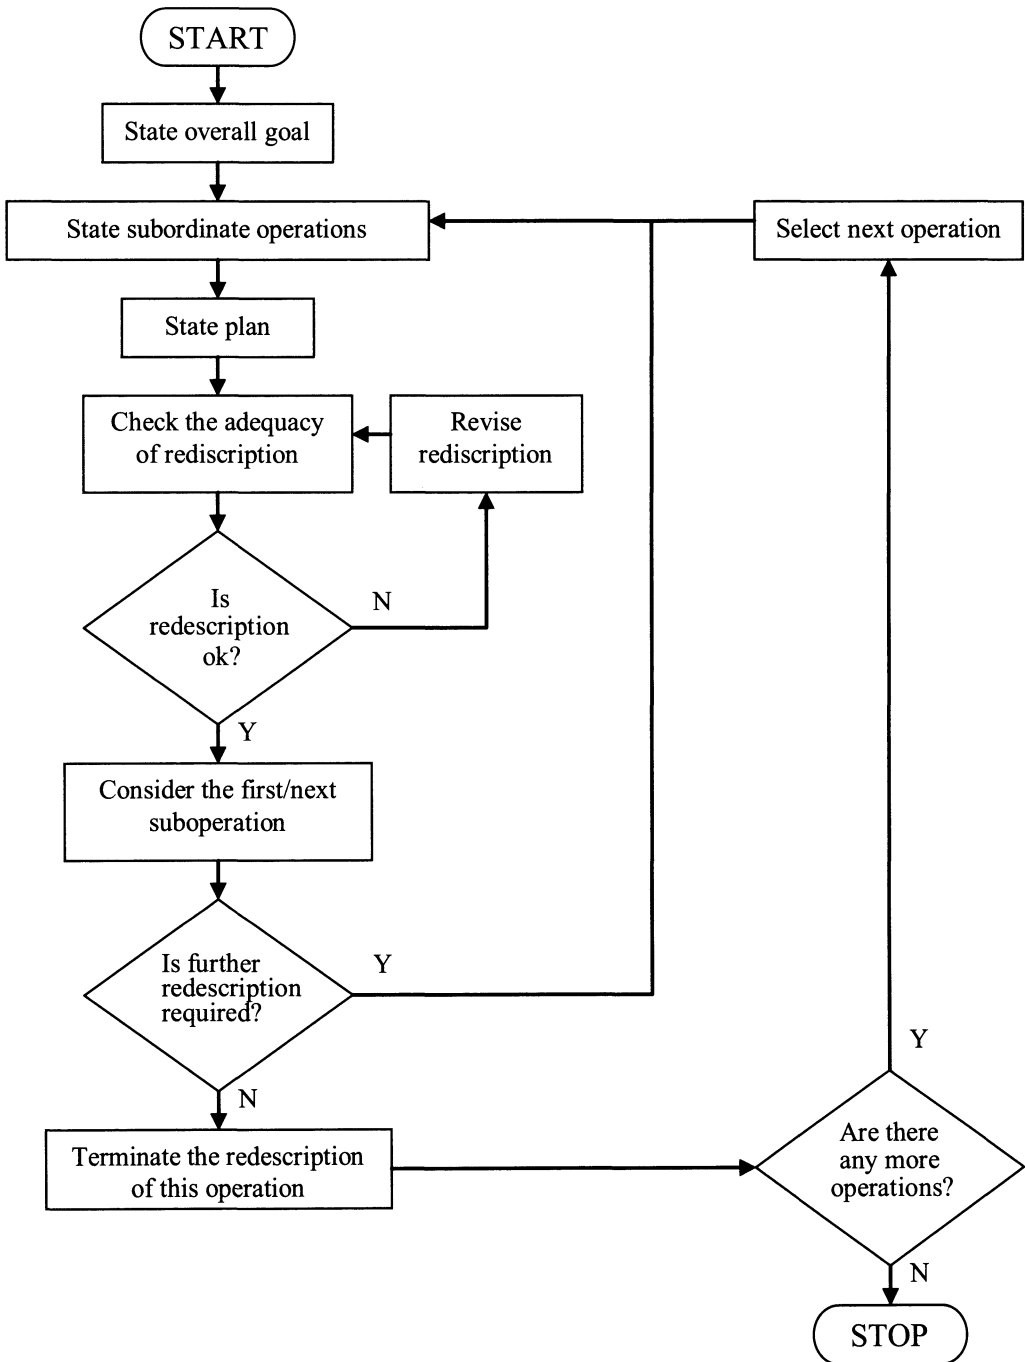 START
State overall goal
State subordinate operations
Select next operation
State plan
Check the adequacy
of rediscription
Revise
rediscription
Is
redescription
ok?
N
Y
Consider the first/next
suboperation
Is further
redescription
required?
Y
N
Terminate the redescription
of this operation
Y
Are there
any more
operations?
N
STOP